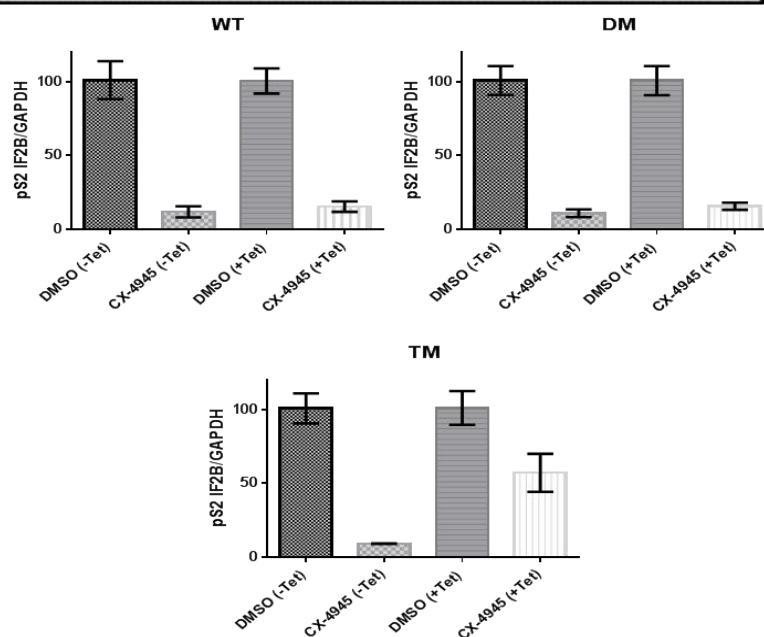 WT
pS2 IF2B/GAPDH
100
50
0
DMSO (-Tet)
CX-4945 (-Tet)
DMSO (+Tet)
CX-4945 (+Tet)
DM
pS2 IF2B/GAPDH
100
50
0
DMSO (-Tet)
CX-4945 (-Tet)
DMSO (+Tet)
CX-4945 (+Tet)
TM
pS2 IF2B/GAPDH
100
50
0
DMSO (-Tet)
CX-4945 (-Tet)
DMSO (+Tet)
CX-4945 (+Tet)